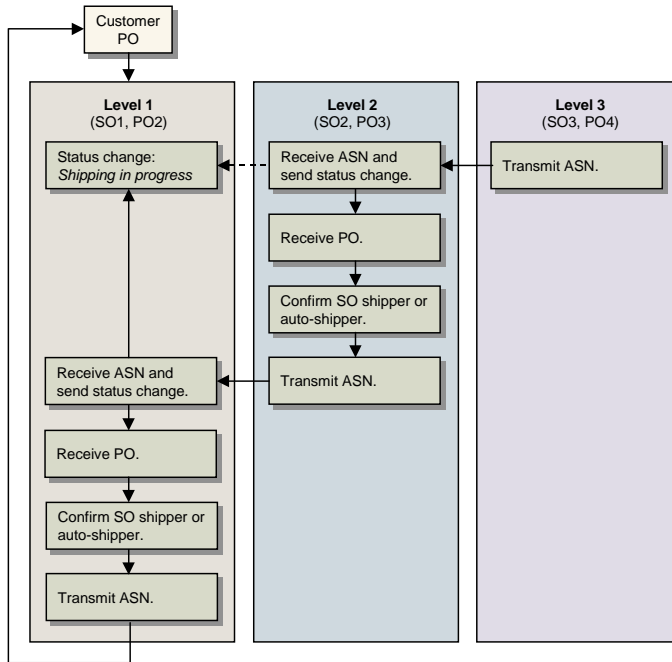 Customer
PO
Level 1
(SO1, PO2)
Status change:
Shipping in progress
Receive ASN and
send status change.
Receive PO.
Confirm SO shipper or
auto-shipper.
Transmit ASN.
Level 2
(SO2, PO3)
Receive ASN and
send status change.
Receive PO.
Confirm SO shipper or
auto-shipper.
Transmit ASN.
Level 3
(SO3, PO4)
Transmit ASN.